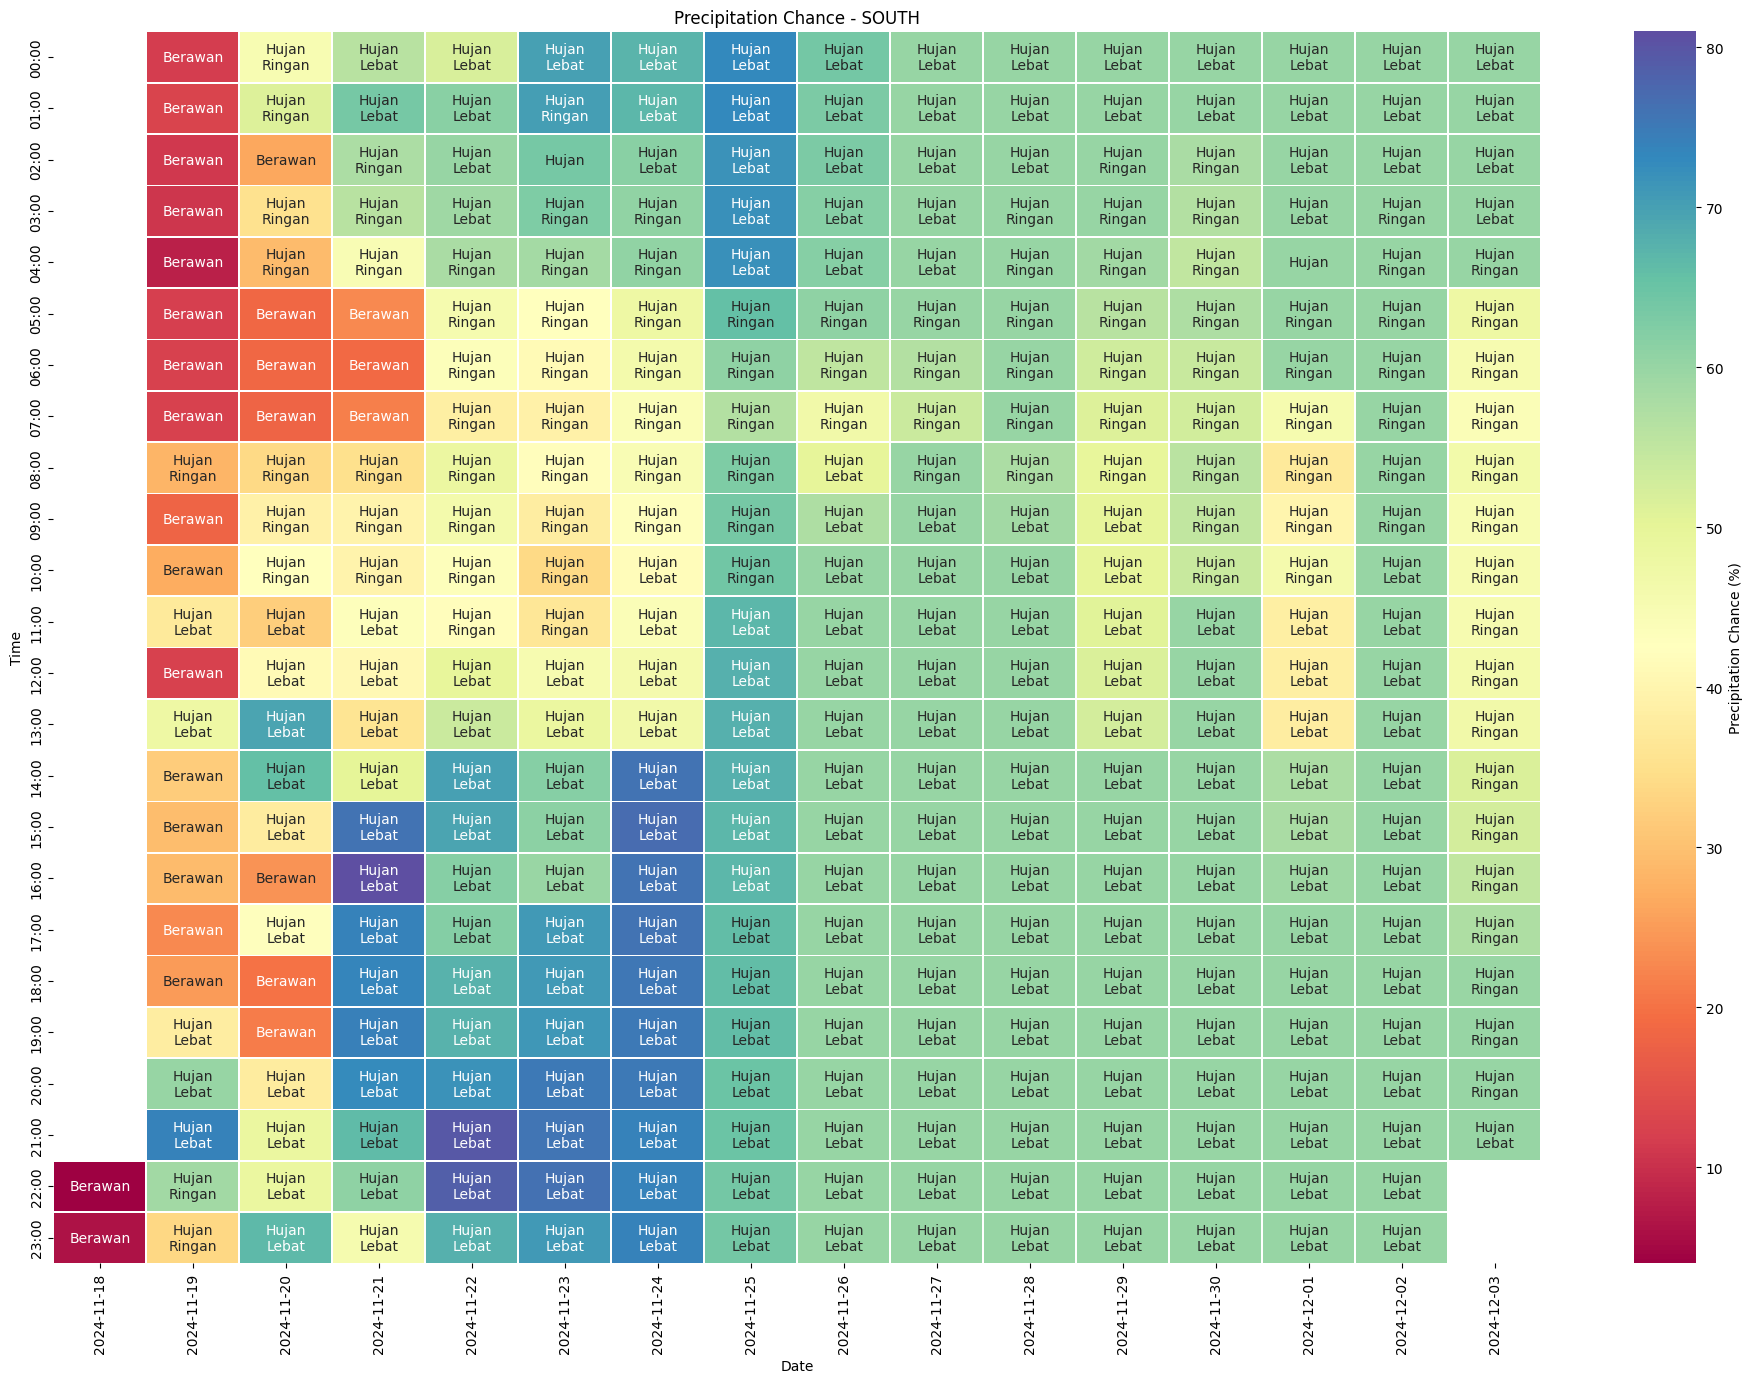 Precipitation Chance - SOUTH
00:00 Berawan Hujan Ringan Hujan Lebat Hujan Lebat Hujan Lebat Hujan Lebat Hujan Lebat Hujan Lebat Hujan Lebat Hujan Lebat Hujan Lebat Hujan Lebat Hujan Lebat Hujan Lebat Hujan Lebat
01:00 Berawan Hujan Ringan Hujan Lebat Hujan Lebat Hujan Ringan Hujan Lebat Hujan Lebat Hujan Lebat Hujan Lebat Hujan Lebat Hujan Lebat Hujan Lebat Hujan Lebat Hujan Lebat Hujan Lebat
02:00 Berawan Berawan Hujan Ringan Hujan Lebat Hujan Hujan Lebat Hujan Lebat Hujan Lebat Hujan Lebat Hujan Lebat Hujan Ringan Hujan Ringan Hujan Lebat Hujan Lebat Hujan Lebat
03:00 Berawan Hujan Ringan Hujan Ringan Hujan Lebat Hujan Ringan Hujan Ringan Hujan Lebat Hujan Lebat Hujan Lebat Hujan Ringan Hujan Ringan Hujan Ringan Hujan Lebat Hujan Ringan Hujan Lebat
04:00 Berawan Hujan Ringan Hujan Ringan Hujan Ringan Hujan Ringan Hujan Ringan Hujan Lebat Hujan Lebat Hujan Lebat Hujan Ringan Hujan Ringan Hujan Ringan Hujan Hujan Ringan Hujan Ringan
05:00 Berawan Berawan Berawan Hujan Ringan Hujan Ringan Hujan Ringan Hujan Ringan Hujan Ringan Hujan Ringan Hujan Ringan Hujan Ringan Hujan Ringan Hujan Ringan Hujan Ringan Hujan Ringan
06:00 Berawan Berawan Berawan Hujan Ringan Hujan Ringan Hujan Ringan Hujan Ringan Hujan Ringan Hujan Ringan Hujan Ringan Hujan Ringan Hujan Ringan Hujan Ringan Hujan Ringan Hujan Ringan
07:00 Berawan Berawan Berawan Hujan Ringan Hujan Ringan Hujan Ringan Hujan Ringan Hujan Ringan Hujan Ringan Hujan Ringan Hujan Ringan Hujan Ringan Hujan Ringan Hujan Ringan Hujan Ringan
08:00 Hujan Ringan Hujan Ringan Hujan Ringan Hujan Ringan Hujan Ringan Hujan Ringan Hujan Ringan Hujan Lebat Hujan Ringan Hujan Ringan Hujan Ringan Hujan Ringan Hujan Ringan Hujan Ringan Hujan Ringan
09:00 Berawan Hujan Ringan Hujan Ringan Hujan Ringan Hujan Ringan Hujan Ringan Hujan Ringan Hujan Lebat Hujan Lebat Hujan Lebat Hujan Lebat Hujan Ringan Hujan Ringan Hujan Ringan Hujan Ringan
10:00 Berawan Hujan Ringan Hujan Ringan Hujan Ringan Hujan Ringan Hujan Lebat Hujan Ringan Hujan Lebat Hujan Lebat Hujan Lebat Hujan Lebat Hujan Ringan Hujan Ringan Hujan Lebat Hujan Ringan
11:00 Hujan Lebat Hujan Lebat Hujan Lebat Hujan Ringan Hujan Ringan Hujan Lebat Hujan Lebat Hujan Lebat Hujan Lebat Hujan Lebat Hujan Lebat Hujan Lebat Hujan Lebat Hujan Lebat Hujan Ringan
12:00 Berawan Hujan Lebat Hujan Lebat Hujan Lebat Hujan Lebat Hujan Lebat Hujan Lebat Hujan Lebat Hujan Lebat Hujan Lebat Hujan Lebat Hujan Lebat Hujan Lebat Hujan Lebat Hujan Ringan
13:00 Hujan Lebat Hujan Lebat Hujan Lebat Hujan Lebat Hujan Lebat Hujan Lebat Hujan Lebat Hujan Lebat Hujan Lebat Hujan Lebat Hujan Lebat Hujan Lebat Hujan Lebat Hujan Lebat Hujan Ringan
14:00 Berawan Hujan Lebat Hujan Lebat Hujan Lebat Hujan Lebat Hujan Lebat Hujan Lebat Hujan Lebat Hujan Lebat Hujan Lebat Hujan Lebat Hujan Lebat Hujan Lebat Hujan Lebat Hujan Ringan
15:00 Berawan Hujan Lebat Hujan Lebat Hujan Lebat Hujan Lebat Hujan Lebat Hujan Lebat Hujan Lebat Hujan Lebat Hujan Lebat Hujan Lebat Hujan Lebat Hujan Lebat Hujan Lebat Hujan Ringan
16:00 Berawan Berawan Hujan Lebat Hujan Lebat Hujan Lebat Hujan Lebat Hujan Lebat Hujan Lebat Hujan Lebat Hujan Lebat Hujan Lebat Hujan Lebat Hujan Lebat Hujan Lebat Hujan Ringan
17:00 Berawan Hujan Lebat Hujan Lebat Hujan Lebat Hujan Lebat Hujan Lebat Hujan Lebat Hujan Lebat Hujan Lebat Hujan Lebat Hujan Lebat Hujan Lebat Hujan Lebat Hujan Lebat Hujan Ringan
18:00 Berawan Berawan Hujan Lebat Hujan Lebat Hujan Lebat Hujan Lebat Hujan Lebat Hujan Lebat Hujan Lebat Hujan Lebat Hujan Lebat Hujan Lebat Hujan Lebat Hujan Lebat Hujan Ringan
19:00 Hujan Lebat Berawan Hujan Lebat Hujan Lebat Hujan Lebat Hujan Lebat Hujan Lebat Hujan Lebat Hujan Lebat Hujan Lebat Hujan Lebat Hujan Lebat Hujan Lebat Hujan Lebat Hujan Ringan
20:00 Hujan Lebat Hujan Lebat Hujan Lebat Hujan Lebat Hujan Lebat Hujan Lebat Hujan Lebat Hujan Lebat Hujan Lebat Hujan Lebat Hujan Lebat Hujan Lebat Hujan Lebat Hujan Lebat Hujan Ringan
21:00 Hujan Lebat Hujan Lebat Hujan Lebat Hujan Lebat Hujan Lebat Hujan Lebat Hujan Lebat Hujan Lebat Hujan Lebat Hujan Lebat Hujan Lebat Hujan Lebat Hujan Lebat Hujan Lebat Hujan Lebat
22:00 Berawan Hujan Ringan Hujan Lebat Hujan Lebat Hujan Lebat Hujan Lebat Hujan Lebat Hujan Lebat Hujan Lebat Hujan Lebat Hujan Lebat Hujan Lebat Hujan Lebat Hujan Lebat Hujan Lebat
23:00 Berawan Hujan Ringan Hujan Lebat Hujan Lebat Hujan Lebat Hujan Lebat Hujan Lebat Hujan Lebat Hujan Lebat Hujan Lebat Hujan Lebat Hujan Lebat Hujan Lebat Hujan Lebat Hujan Lebat
Time
2024-11-18 2024-11-19 2024-11-20 2024-11-21 2024-11-22 2024-11-23 2024-11-24 2024-11-25 2024-11-26 2024-11-27 2024-11-28 2024-11-29 2024-11-30 2024-12-01 2024-12-02 2024-12-03
Date
80
70
60
50
40
30
20
10
Precipitation Chance (%)